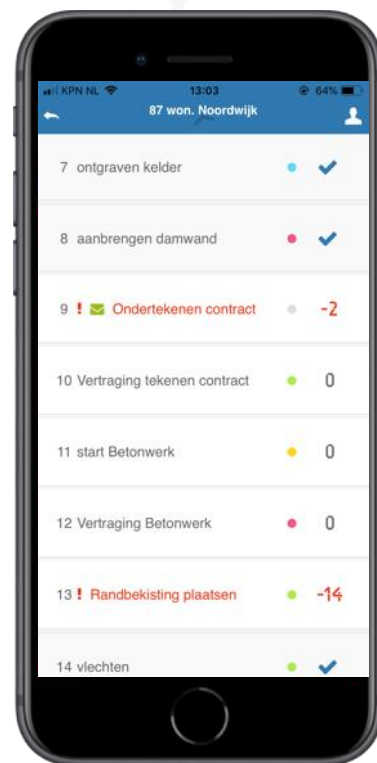 KPN NL 13:03 64%
87 won. Noordwijk
7 ontgraven kelder
8 aanbrengen damwand
9 ! Ondertekenen contract -2
10 Vertraging tekenen contract 0
11 start Betonwerk 0
12 Vertraging Betonwerk 0
13 ! Randbekisting plaatsen -14
14 vlechten